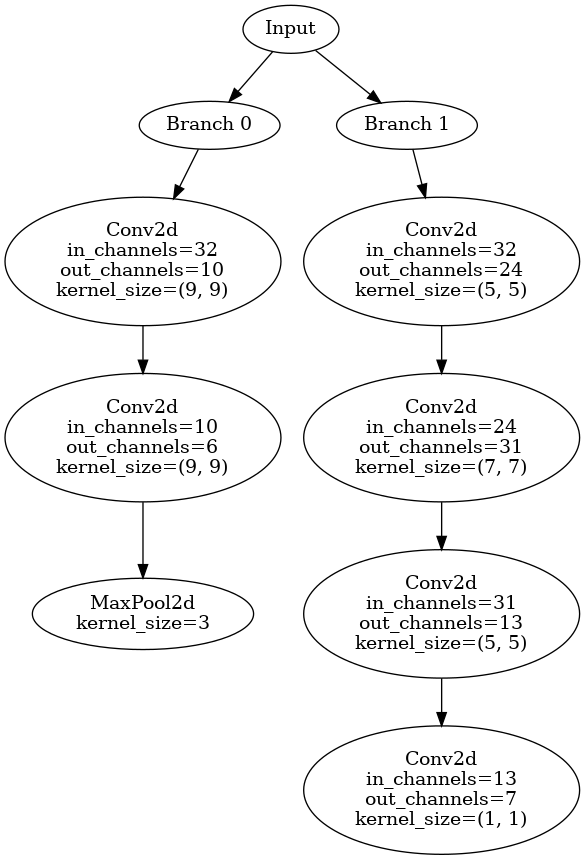 Input
Branch 0
Branch 1
Conv2d
in_channels=32
out_channels=10
kernel_size=(9, 9)
Conv2d
in_channels=32
out_channels=24
kernel_size=(5, 5)
Conv2d
in_channels=10
out_channels=6
kernel_size=(9, 9)
Conv2d
in_channels=24
out_channels=31
kernel_size=(7, 7)
MaxPool2d
kernel_size=3
Conv2d
in_channels=31
out_channels=13
kernel_size=(5, 5)
Conv2d
in_channels=13
out_channels=7
kernel_size=(1, 1)